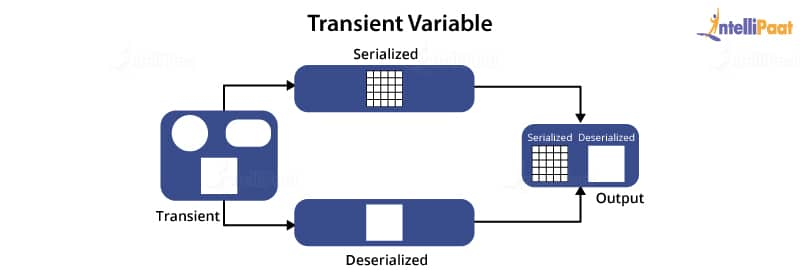 Transient Variable
intelliPaat
Serialized
Serialized Deserialized
Transient
Output
Deserialized